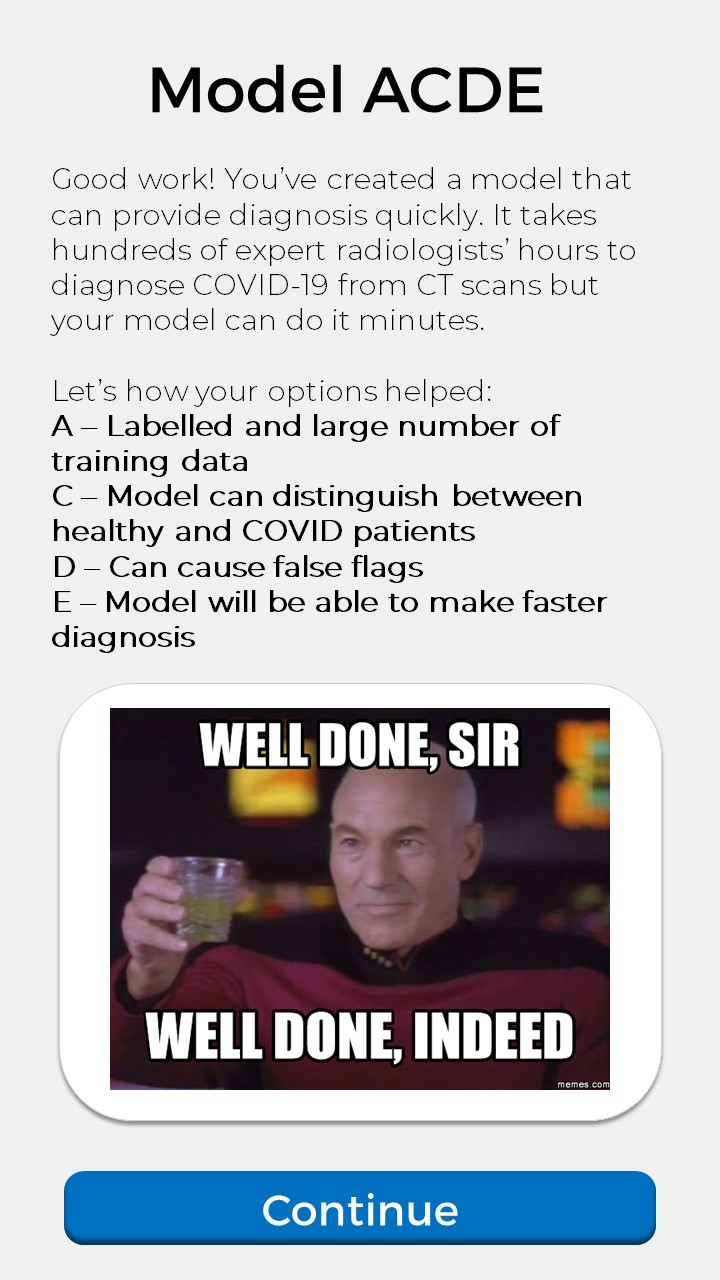 Model ACDE
Good work! You’ve created a model that
can provide diagnosis quickly. It takes
hundreds of expert radiologists’ hours to
diagnose COVID-19 from CT scans but
your model can do it minutes.
Let’s how your options helped:
A – Labelled and large number of
training data
C – Model can distinguish between
healthy and COVID patients
D – Can cause false flags
E – Model will be able to make faster
diagnosis
WELL DONE, SIR
WELL DONE, INDEED
memes.com
Continue